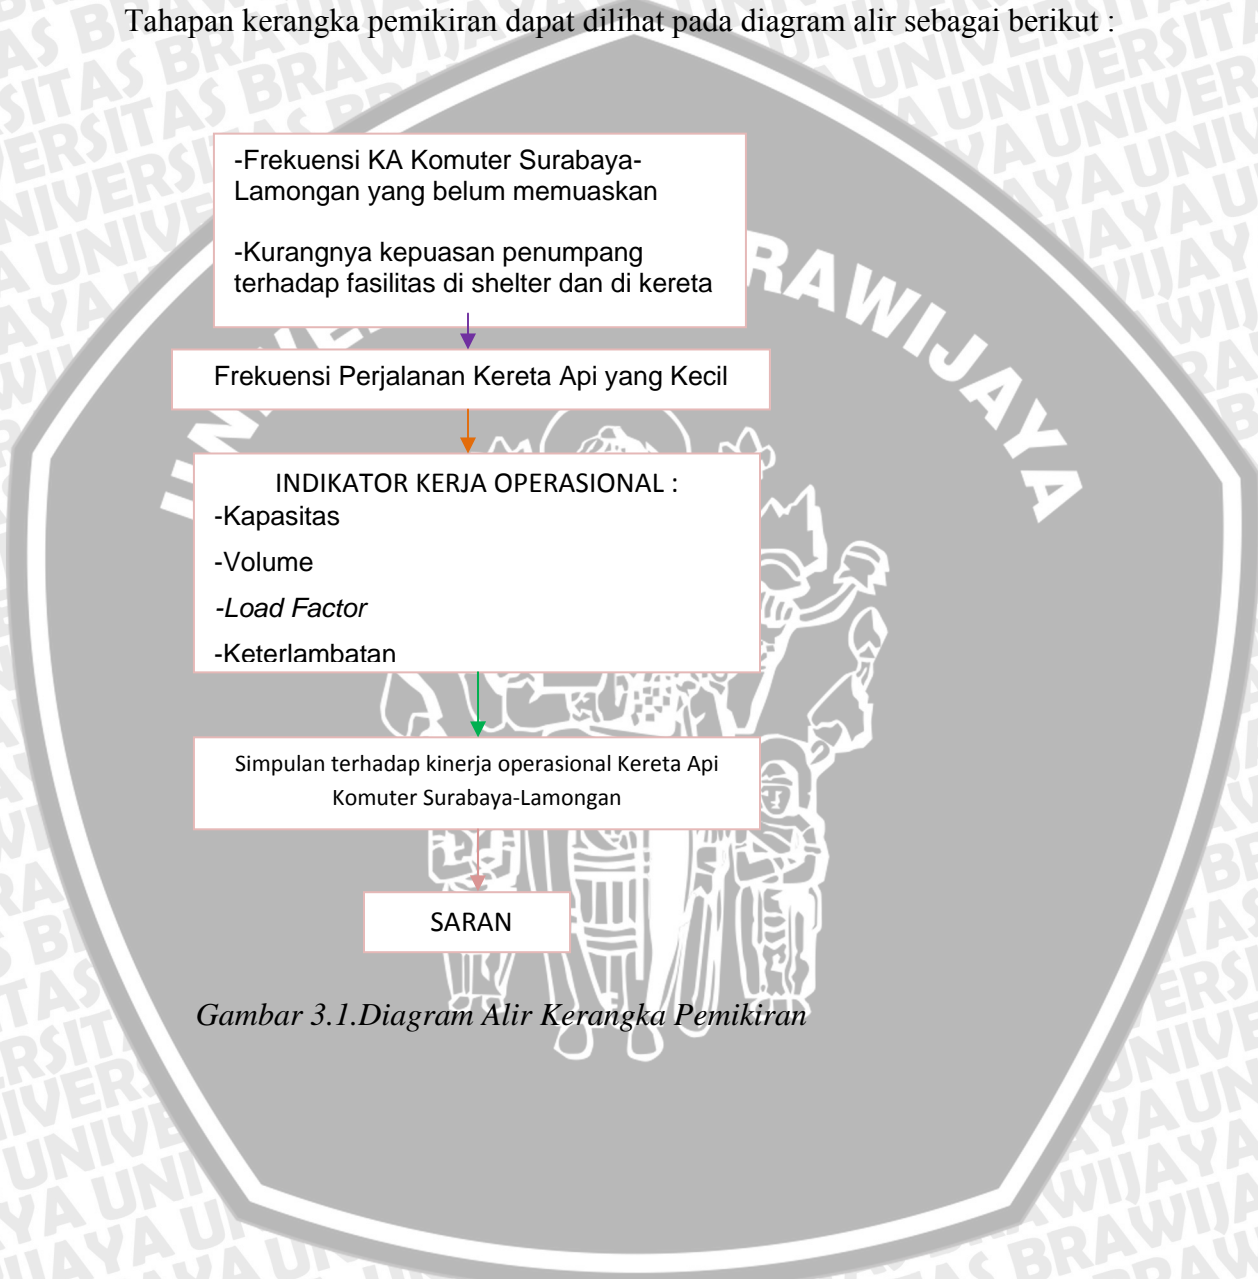 Tahapan kerangka pemikiran dapat dilihat pada diagram alir sebagai berikut :
-Frekuensi KA Komuter Surabaya-
Lamongan yang belum memuaskan
-Kurangnya kepuasan penumpang
terhadap fasilitas di shelter dan di kereta
Frekuensi Perjalanan Kereta Api yang Kecil
INDIKATOR KERJA OPERASIONAL :
-Kapasitas
-Volume
-Load Factor
-Keterlambatan
Simpulan terhadap kinerja operasional Kereta Api
Komuter Surabaya-Lamongan
SARAN
Gambar 3.1.Diagram Alir Kerangka Pemikiran